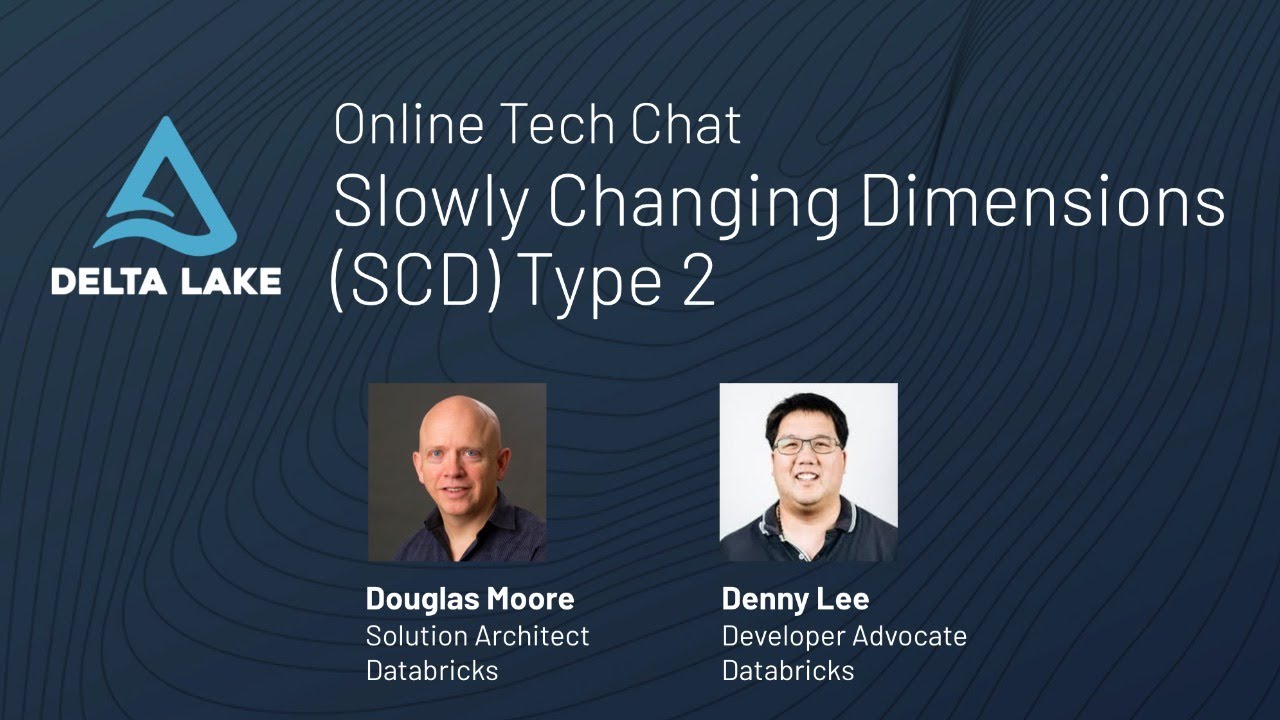 DELTA LAKE
Online Tech Chat
Slowly Changing Dimensions
(SCD) Type 2
Douglas Moore
Solution Architect
Databricks
Denny Lee
Developer Advocate
Databricks